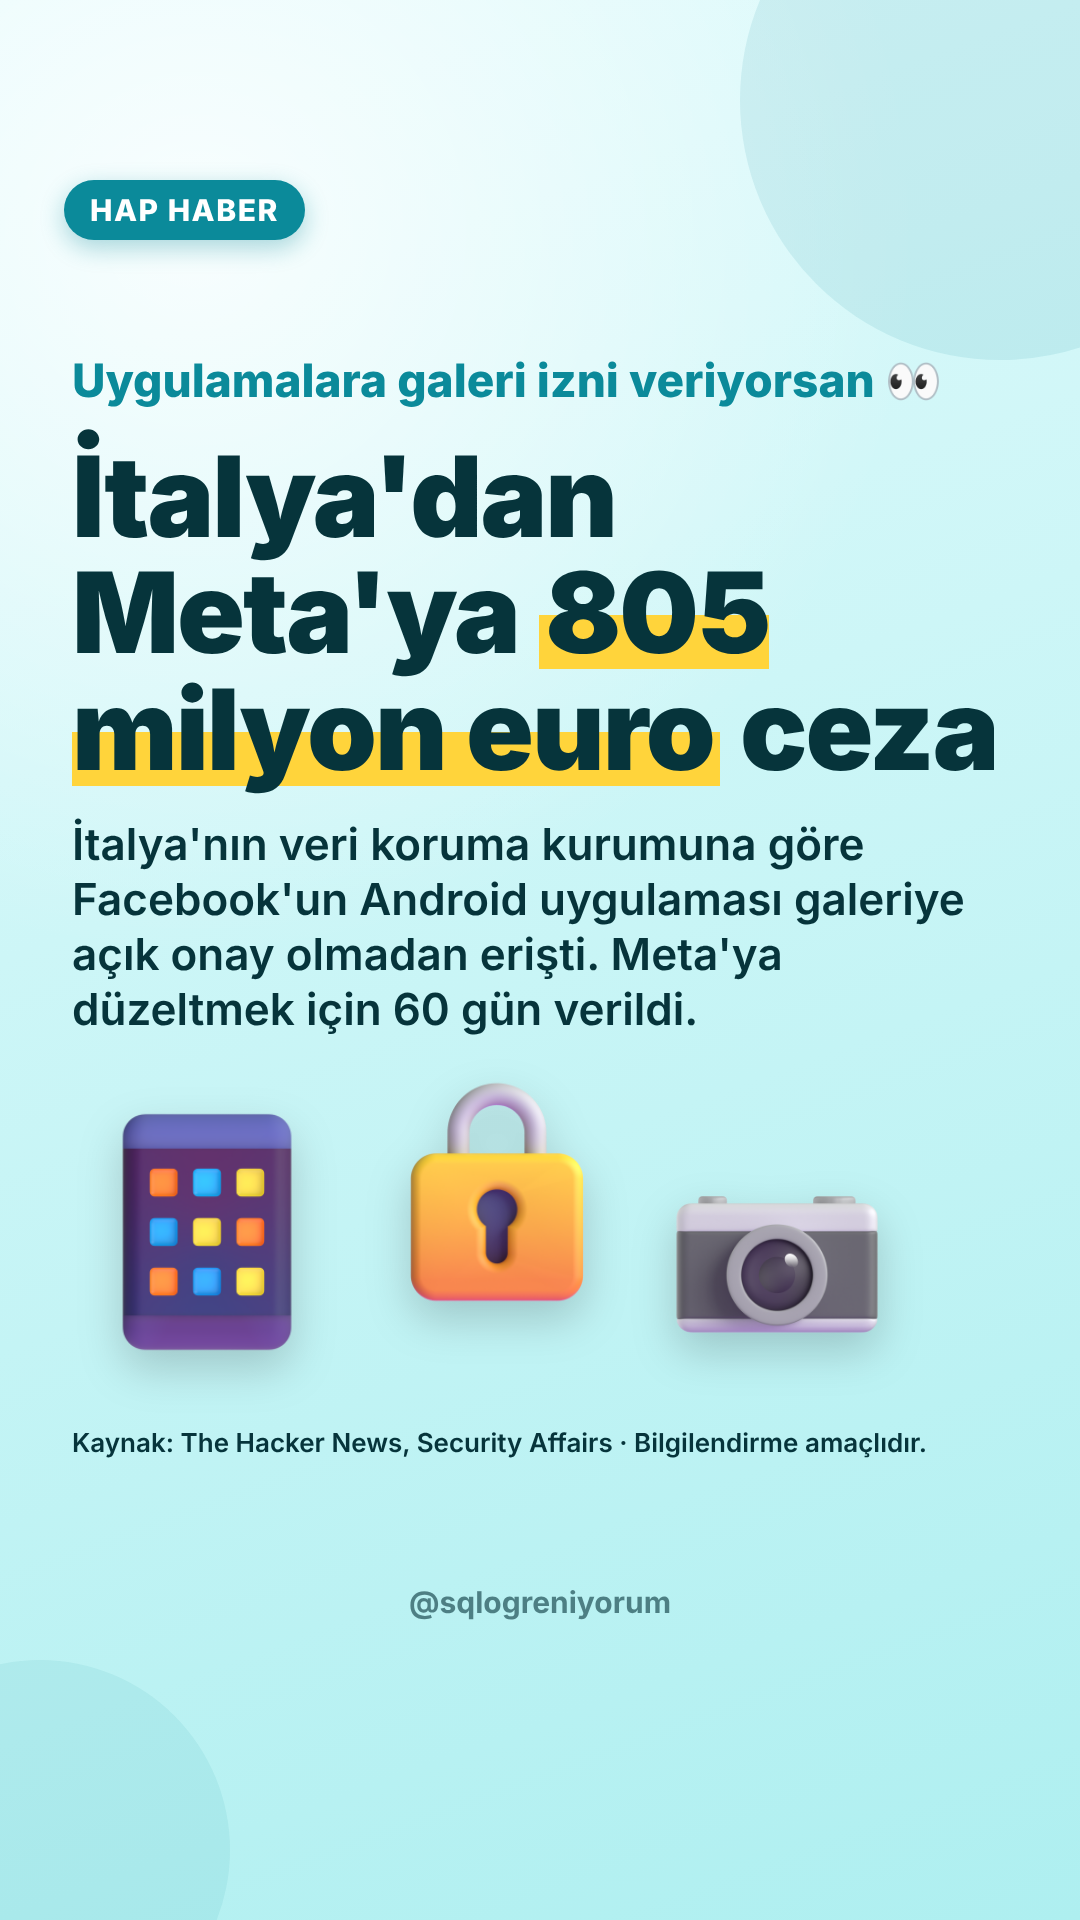 HAP HABER
Uygulamalara galeri izni veriyorsan 👀
İtalya'dan
Meta'ya 805
milyon euro ceza
İtalya'nın veri koruma kurumuna göre
Facebook'un Android uygulaması galeriye
açık onay olmadan erişti. Meta'ya
düzeltmek için 60 gün verildi.
Kaynak: The Hacker News, Security Affairs · Bilgilendirme amaçlıdır.
@sqlogreniyorum